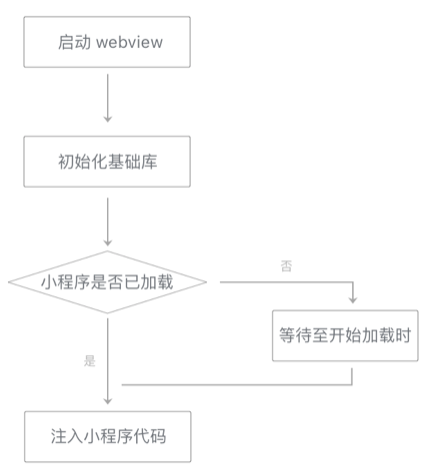 启动 webview
初始化基础库
小程序是否已加载
否
等待至开始加载时
是
注入小程序代码